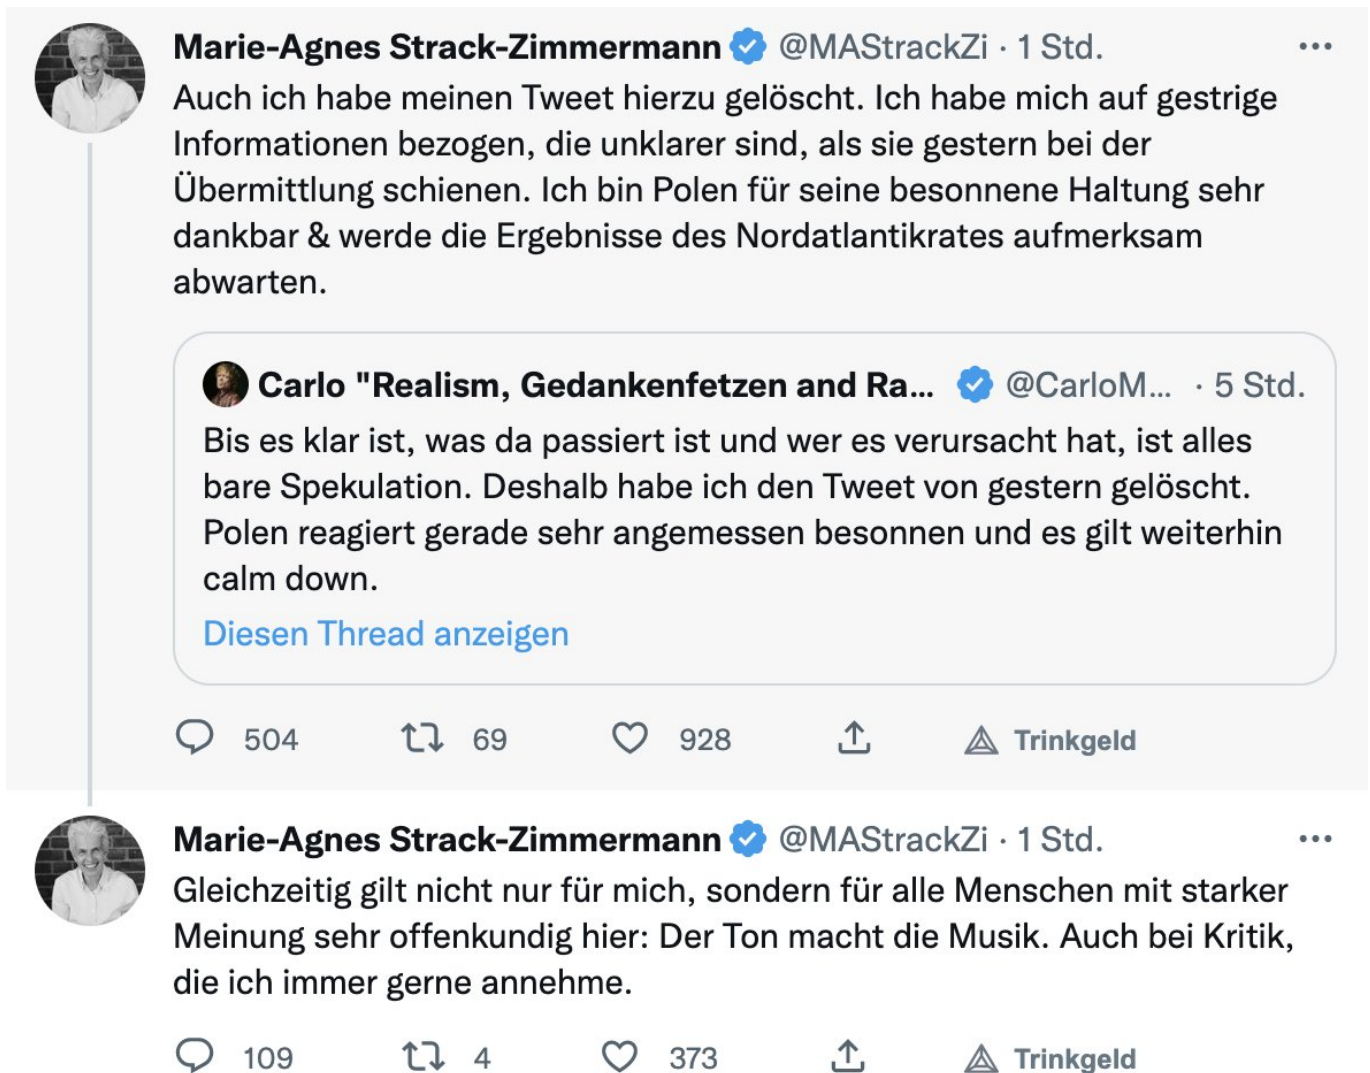 Marie-Agnes Strack-Zimmermann @MAStrackZi · 1 Std.
Auch ich habe meinen Tweet hierzu gelöscht. Ich habe mich auf gestrige
Informationen bezogen, die unklarer sind, als sie gestern bei der
Übermittlung schienen. Ich bin Polen für seine besonnene Haltung sehr
dankbar & werde die Ergebnisse des Nordatlantikrates aufmerksam
abwarten.
Carlo "Realism, Gedankenfetzen and Ra... @CarloM... · 5 Std.
Bis es klar ist, was da passiert ist und wer es verursacht hat, ist alles
bare Spekulation. Deshalb habe ich den Tweet von gestern gelöscht.
Polen reagiert gerade sehr angemessen besonnen und es gilt weiterhin
calm down.
Diesen Thread anzeigen
504 69 928 Trinkgeld
Marie-Agnes Strack-Zimmermann @MAStrackZi · 1 Std.
Gleichzeitig gilt nicht nur für mich, sondern für alle Menschen mit starker
Meinung sehr offenkundig hier: Der Ton macht die Musik. Auch bei Kritik,
die ich immer gerne annehme.
109 4 373 Trinkgeld